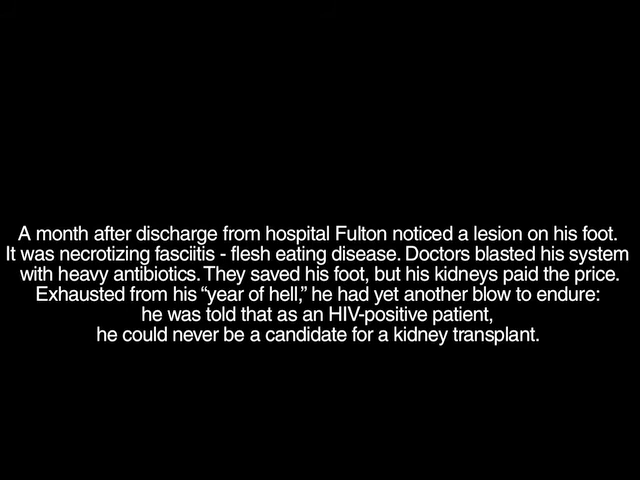 A month after discharge from hospital Fulton noticed a lesion on his foot.
It was necrotizing fasciitis - flesh eating disease. Doctors blasted his system
with heavy antibiotics. They saved his foot, but his kidneys paid the price.
Exhausted from his “year of hell,” he had yet another blow to endure:
he was told that as an HIV-positive patient,
he could never be a candidate for a kidney transplant.